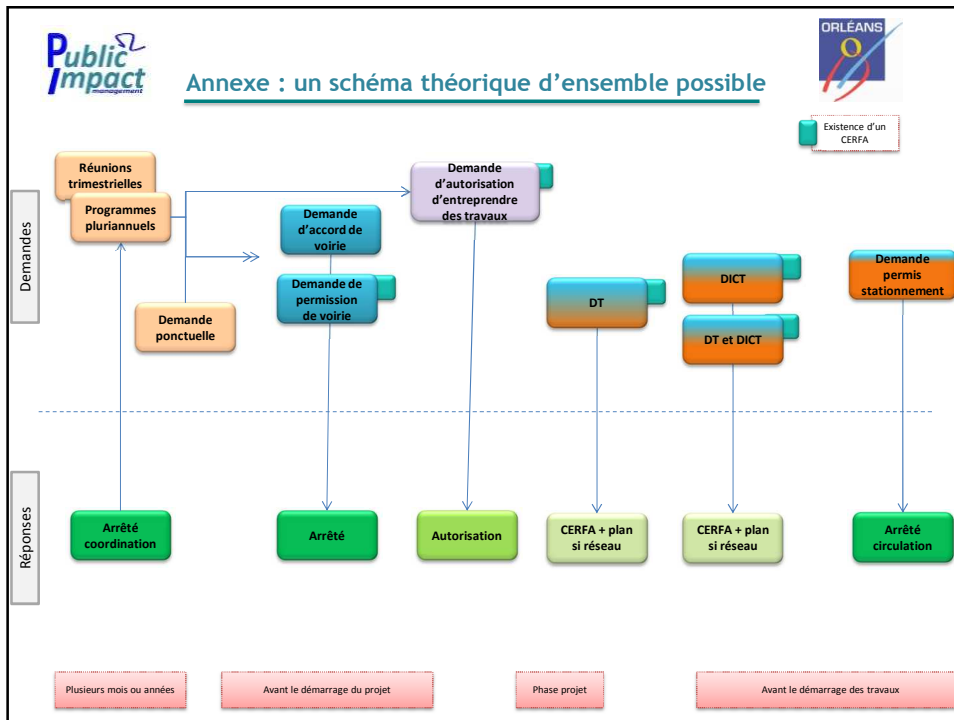 Public
Impact
management
Annexe : un schéma théorique d'ensemble possible
ORLÉANS
Existence d'un
CERFA
Demandes
Réunions
trimestrielles
Programmes
pluriannuels
Demande
ponctuelle
Demande
d'accord de
voirie
Demande de
permission
de voirie
Demande
d'autorisation
d'entreprendre
des travaux
DT
DICT
DT et DICT
Demande
permis
stationnement
Réponses
Arrêté
coordination
Arrêté
Autorisation
CERFA + plan
si réseau
CERFA + plan
si réseau
Arrêté
circulation
Plusieurs mois ou années
Avant le démarrage du projet
Phase projet
Avant le démarrage des travaux